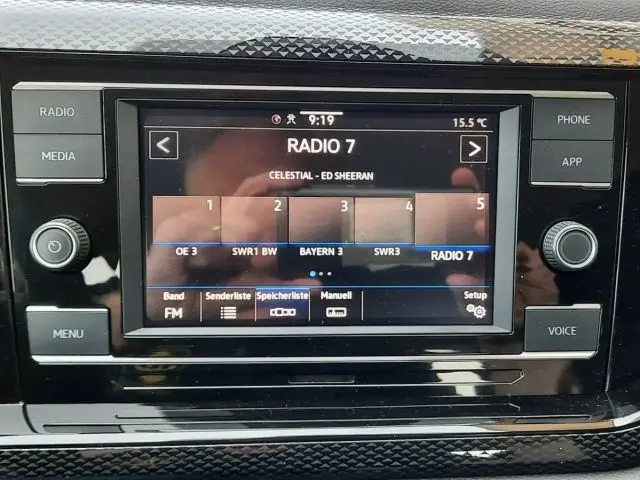 RADIO
MEDIA
MENU
9:19
15.5 °C
<
RADIO 7
>
CELESTIAL - ED SHEERAN
1
2
3
4
5
OE 3
SWR1 BW
BAYERN 3
SWR3
RADIO 7
Band
Senderliste
Speicherliste
Manuell
Setup
FM
PHONE
APP
VOICE